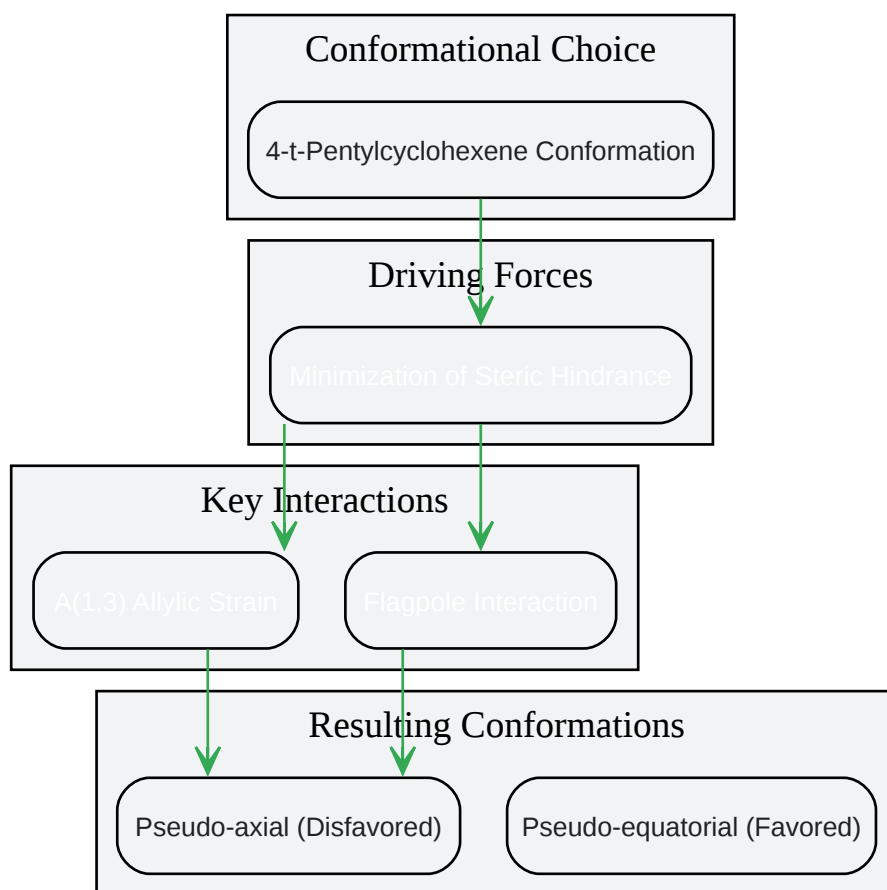 Conformational Choice
4-t-Pentylcyclohexene Conformation
Driving Forces
Minimization of Steric Hindrance
Key Interactions
A(1,3) Allylic Strain
Flagpole Interaction
Resulting Conformations
Pseudo-axial (Disfavored)
Pseudo-equatorial (Favored)